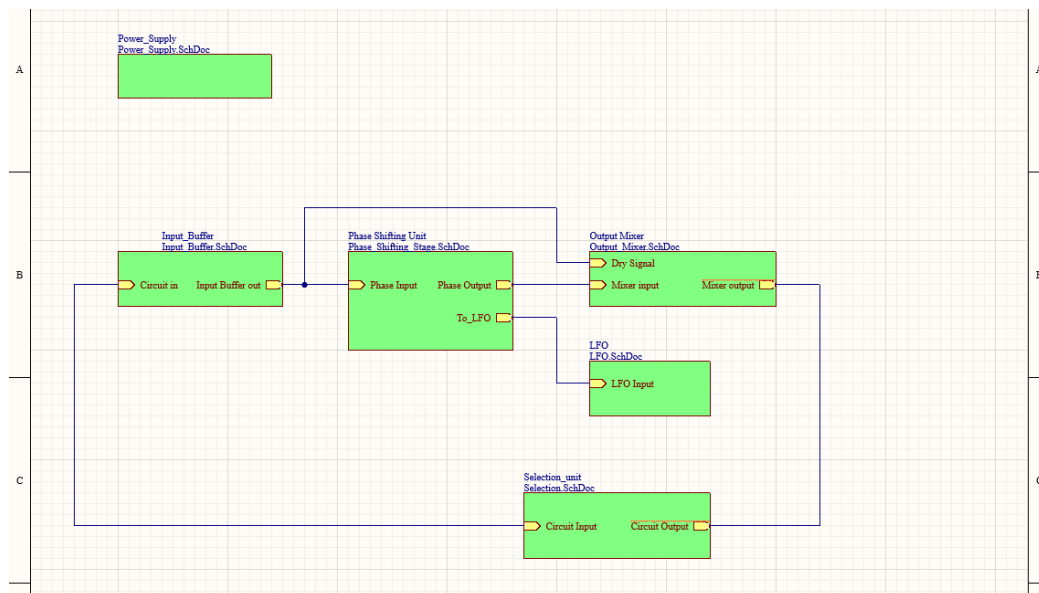 Power_Supply
Power_Supply.SchDoc
A
A
Input_Buffer
Input_Buffer.SchDoc
Phase Shifting Unit
Phase_Shifting_Stage.SchDoc
Output Mixer
Output_Mixer.SchDoc
Dry Signal
B
Circuit in
Input Buffer out
Phase Input
Phase Output
Mixer input
Mixer output
To_LFO
LFO
LFO.SchDoc
LFO Input
C
Selection_unit
Selection.SchDoc
Circuit Input
Circuit Output